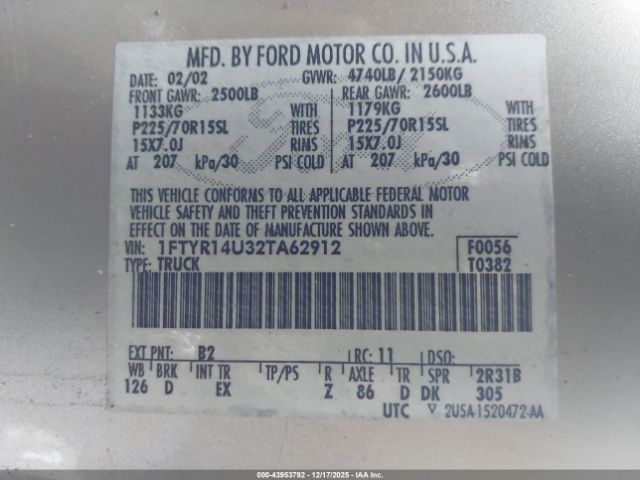 MFD. BY FORD MOTOR CO. IN U.S.A.
DATE: 02/02 GVWR: 4740LB/ 2150KG
FRONT GAWR: 2500LB REAR GAWR: 2600LB
1133KG WITH 1179KG WITH
P225/70R15SL TIRES P225/70R15SL TIRES
15X7.0J RIMS 15X7.0J RIMS
AT 207 kPa/30 PSI COLD AT 207 kPa/30 PSI COLD
THIS VEHICLE CONFORMS TO ALL APPLICABLE FEDERAL MOTOR
VEHICLE SAFETY AND THEFT PREVENTION STANDARDS IN
EFFECT ON THE DATE OF MANUFACTURE SHOWN ABOVE.
VIN: 1FTYR14U32TA62912 F0056
TYPE: TRUCK T0382
EXT PNT: B2 RC: 11 DSO:
WB BRK INT TR TP/PS R AXLE TR SPR 2R31B
126 D EX Z 86 D DK 305
UTC ▽ 2USA-1520472-AA
000-43953792 - 12/17/2025 - IAAI.COM